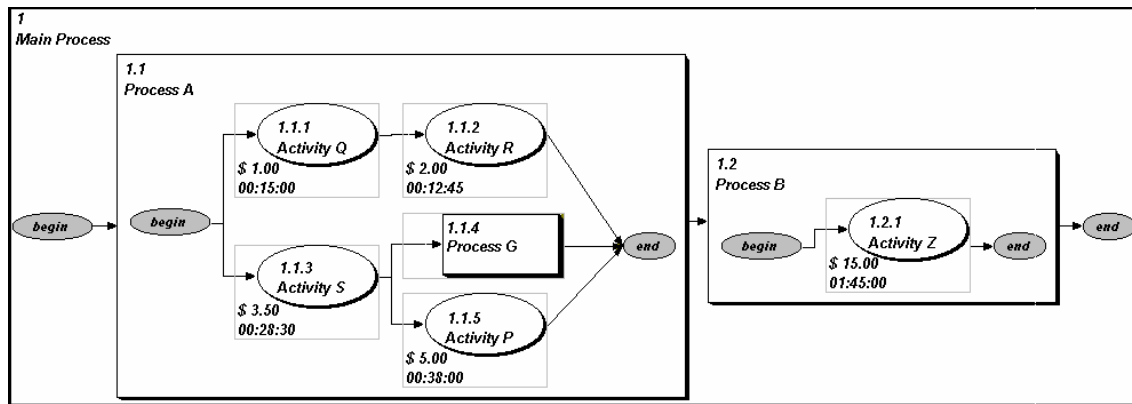 1
Main Process
1.1
Process A
1.1.1
Activity Q
$ 1.00
00:15:00
1.1.2
Activity R
$ 2.00
00:12:45
begin
begin
1.1.3
Activity S
$ 3.50
00:28:30
1.1.4
Process G
1.1.5
Activity P
$ 5.00
00:38:00
end
1.2
Process B
begin
1.2.1
Activity Z
$ 15.00
01:45:00
end
end